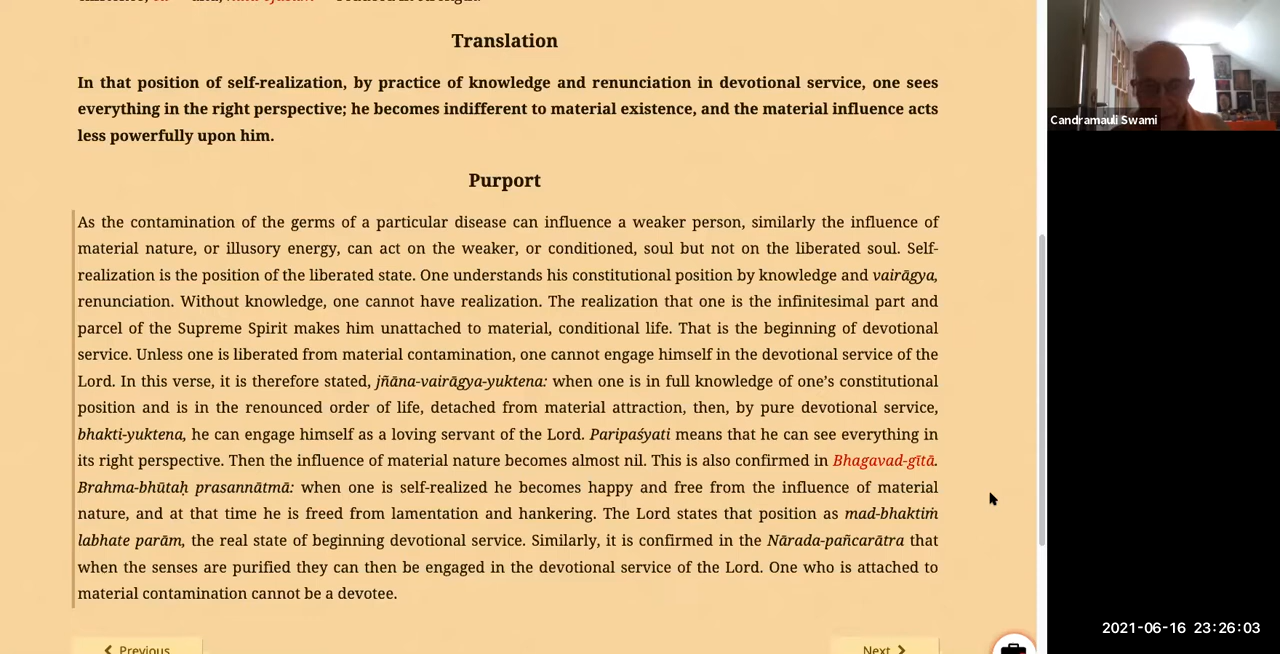 Translation
In that position of self-realization, by practice of knowledge and renunciation in devotional service, one sees
everything in the right perspective; he becomes indifferent to material existence, and the material influence acts
less powerfully upon him.
Purport
As the contamination of the germs of a particular disease can influence a weaker person, similarly the influence of
material nature, or illusory energy, can act on the weaker, or conditioned, soul but not on the liberated soul. Self-
realization is the position of the liberated state. One understands his constitutional position by knowledge and vairāgya,
renunciation. Without knowledge, one cannot have realization. The realization that one is the infinitesimal part and
parcel of the Supreme Spirit makes him unattached to material, conditional life. That is the beginning of devotional
service. Unless one is liberated from material contamination, one cannot engage himself in the devotional service of the
Lord. In this verse, it is therefore stated, jñāna-vairāgya-yuktena: when one is in full knowledge of one’s constitutional
position and is in the renounced order of life, detached from material attraction, then, by pure devotional service,
bhakti-yuktena, he can engage himself as a loving servant of the Lord. Paripaśyati means that he can see everything in
its right perspective. Then the influence of material nature becomes almost nil. This is also confirmed in Bhagavad-gītā.
Brahma-bhūtaḥ prasannātmā: when one is self-realized he becomes happy and free from the influence of material
nature, and at that time he is freed from lamentation and hankering. The Lord states that position as mad-bhaktiṁ
labhate parām, the real state of beginning devotional service. Similarly, it is confirmed in the Nārada-pañcarātra that
when the senses are purified they can then be engaged in the devotional service of the Lord. One who is attached to
material contamination cannot be a devotee.
Previous
Next
Candramauli Swami
2021-06-16 23:26:03